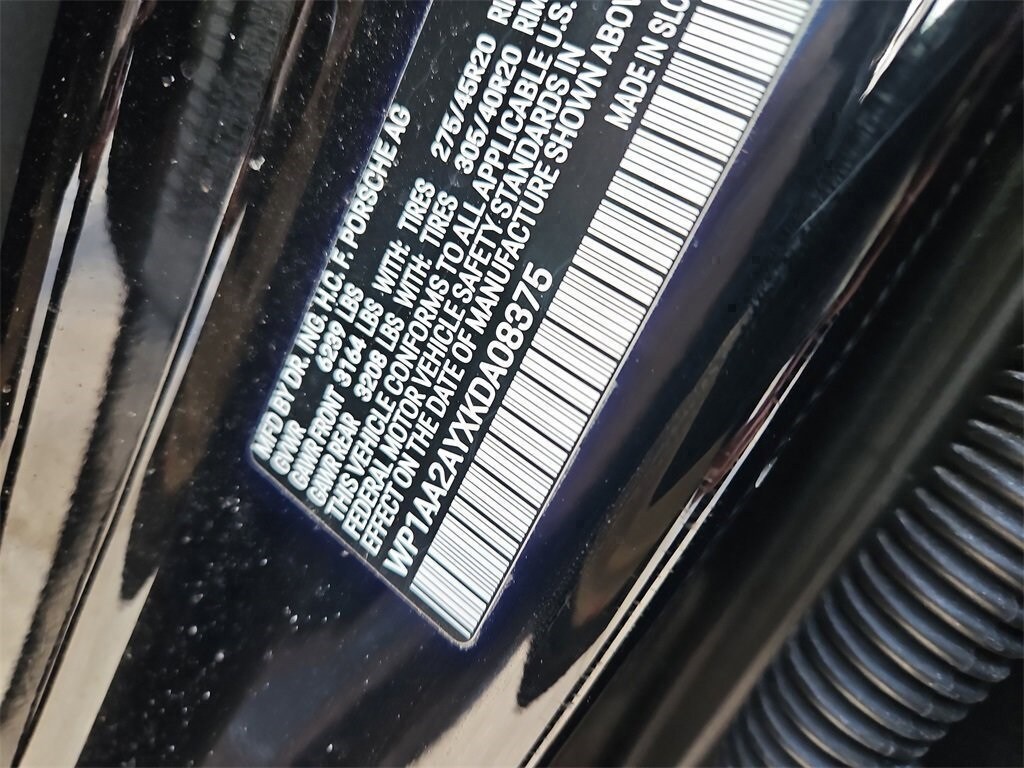 MFD BY DR. ING. H.C. F. PORSCHE AG
GVWR 6239 LBS
GAWR FRONT 3164 LBS WITH: TIRES 275/45R20
GAWR REAR 3208 LBS WITH: TIRES 305/40R20 RIM
THIS VEHICLE CONFORMS TO ALL APPLICABLE U.S.
FEDERAL MOTOR VEHICLE SAFETY STANDARDS IN
EFFECT ON THE DATE OF MANUFACTURE SHOWN ABOV
WP1AA2AYXKDA08375 MADE IN SLO